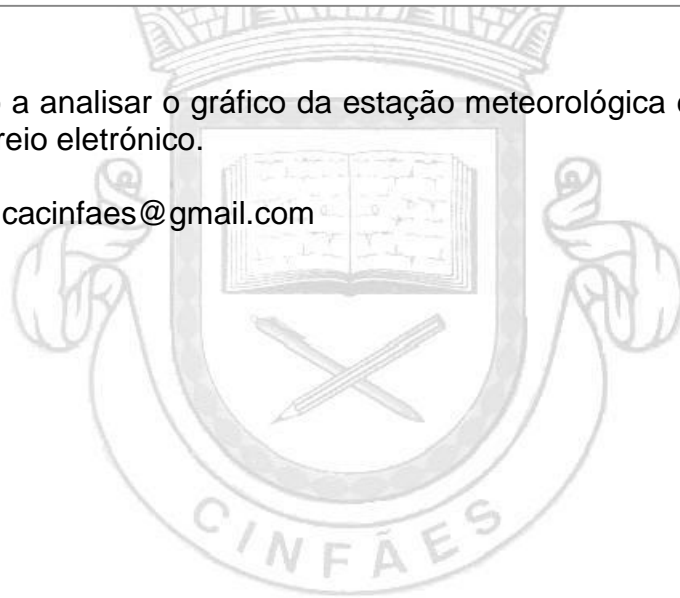 a analisar o gráfico da estação meteorológica
reio eletrónico.
cacinfaes@gmail.com
CINFÃES